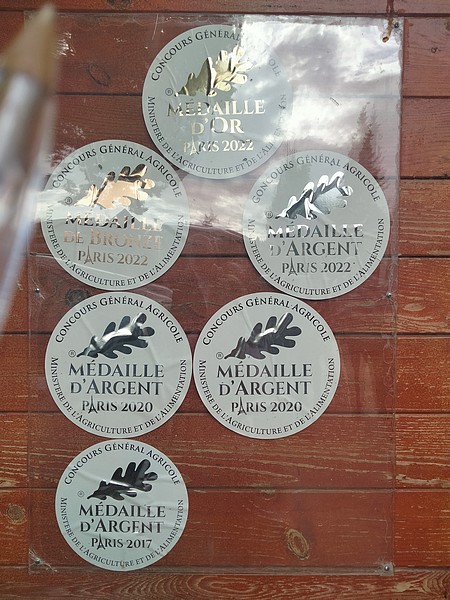 CONCOURS GÉNÉRAL AGRICOLE
®
MÉDAILLE
D'OR
PARIS 2022
MINISTÈRE DE L'AGRICULTURE ET DE L'ALIMENTATION
CONCOURS GÉNÉRAL AGRICOLE
®
MÉDAILLE
DE BRONZE
PARIS 2022
MINISTÈRE DE L'AGRICULTURE ET DE L'ALIMENTATION
CONCOURS GÉNÉRAL AGRICOLE
®
MÉDAILLE
D'ARGENT
PARIS 2022
MINISTÈRE DE L'AGRICULTURE ET DE L'ALIMENTATION
CONCOURS GÉNÉRAL AGRICOLE
®
MÉDAILLE
D'ARGENT
PARIS 2020
MINISTÈRE DE L'AGRICULTURE ET DE L'ALIMENTATION
CONCOURS GÉNÉRAL AGRICOLE
®
MÉDAILLE
D'ARGENT
PARIS 2020
MINISTÈRE DE L'AGRICULTURE ET DE L'ALIMENTATION
CONCOURS GÉNÉRAL AGRICOLE
®
MÉDAILLE
D'ARGENT
PARIS 2017
MINISTÈRE DE L'AGRICULTURE ET DE L'ALIMENTATION